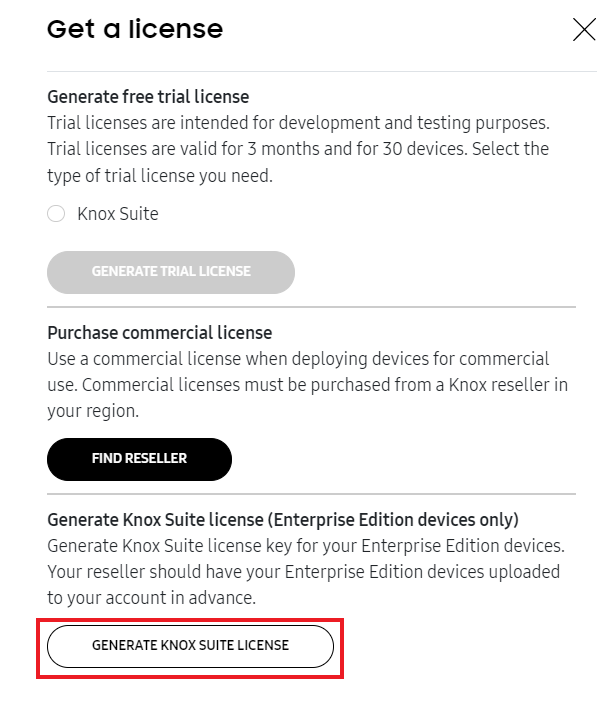 Get a license
Generate free trial license
Trial licenses are intended for development and testing purposes.
Trial licenses are valid for 3 months and for 30 devices. Select the
type of trial license you need.
Knox Suite
GENERATE TRIAL LICENSE
Purchase commercial license
Use a commercial license when deploying devices for commercial
use. Commercial licenses must be purchased from a Knox reseller in
your region.
FIND RESELLER
Generate Knox Suite license (Enterprise Edition devices only)
Generate Knox Suite license key for your Enterprise Edition devices.
Your reseller should have your Enterprise Edition devices uploaded
to your account in advance.
GENERATE KNOX SUITE LICENSE